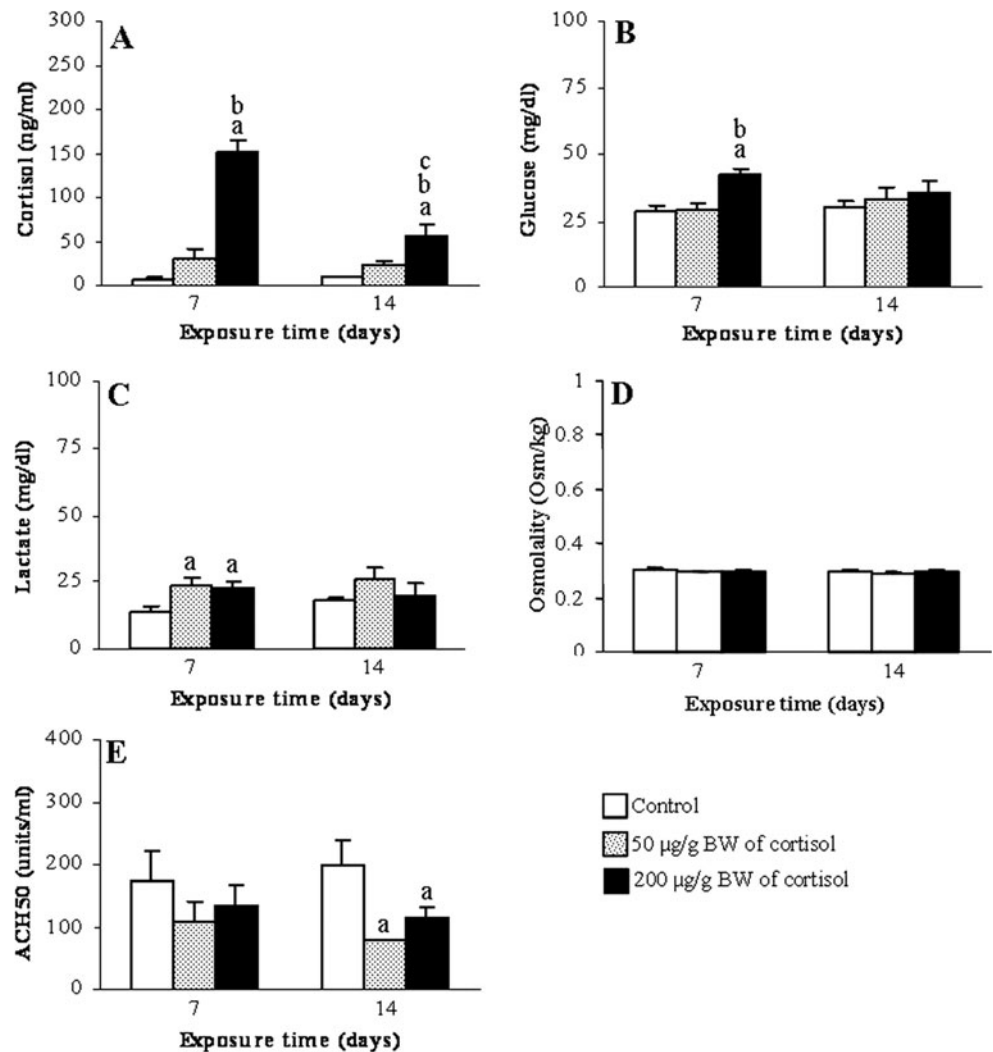 A
Cortisol (ng/ml)
300
250
200
150
100
50
0
b
a
c
b
a
7
14
Exposure time (days)
B
Glucose (mg/dl)
100
75
50
25
0
b
a
7
14
Exposure time (days)
C
Lactate (mg/dl)
100
75
50
25
0
a
a
7
14
Exposure time (days)
D
Osmolality (Osm/kg)
1
0.8
0.6
0.4
0.2
0
7
14
Exposure time (days)
E
ACH50 (units/ml)
400
300
200
100
0
a
a
7
14
Exposure time (days)
Control
50 µg/g BW of cortisol
200 µg/g BW of cortisol